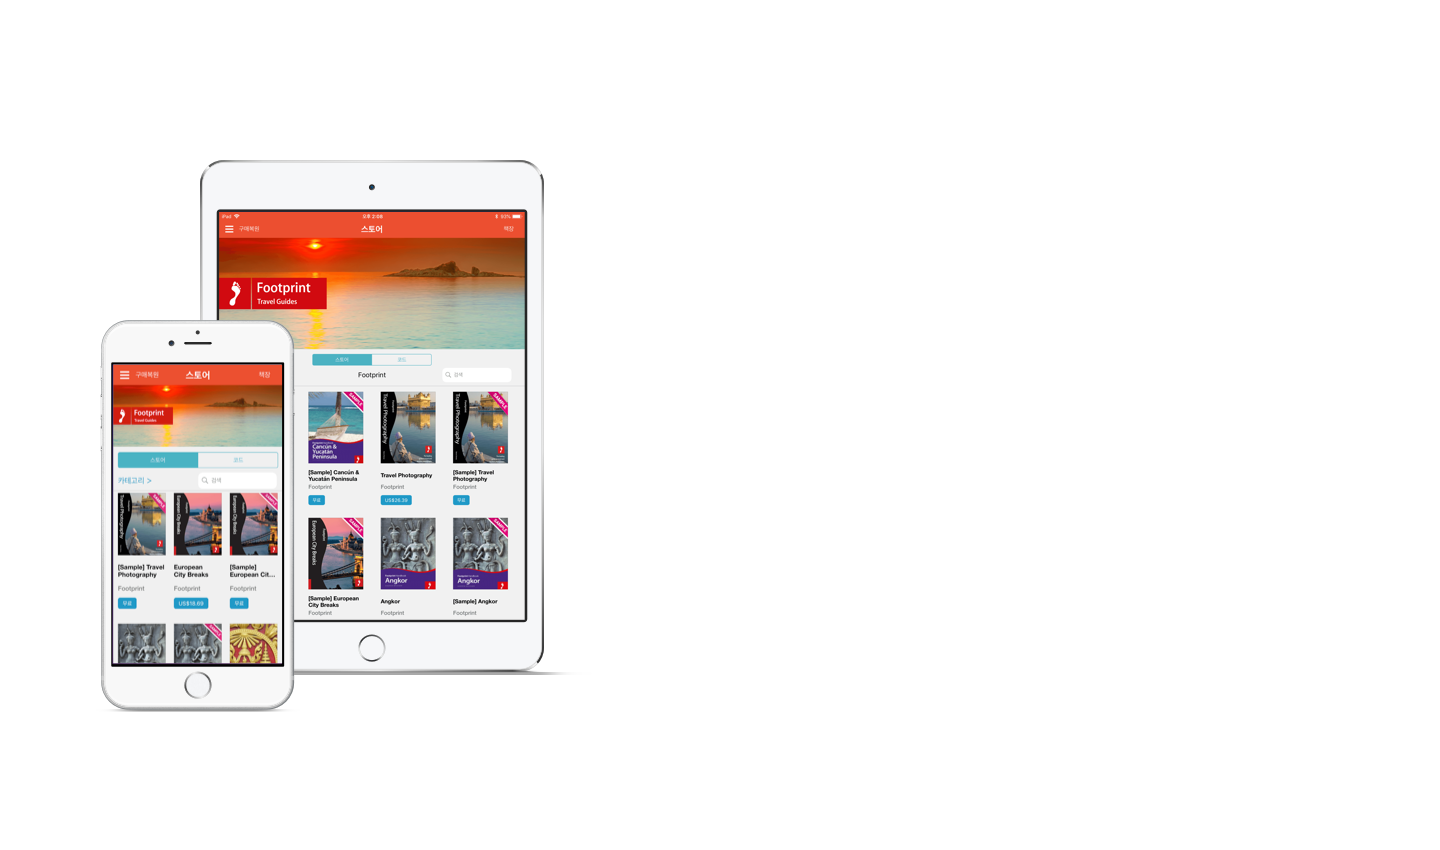 iPad
오후 2:08
93%
구매복원
스토어
책장
Footprint
Travel Guides
스토어
코드
Footprint
검색
SAMPLE
Cancún &
Yucatán
Peninsula
Travel Photography
Travel Photography
SAMPLE
[Sample] Cancún &
Yucatán Peninsula
Footprint
무료
Travel Photography
Footprint
US$26.39
[Sample] Travel
Photography
Footprint
무료
European City Breaks
SAMPLE
Angkor
SAMPLE
Angkor
[Sample] European
City Breaks
Footprint
Angkor
Footprint
[Sample] Angkor
Footprint
구매복원
스토어
책장
Footprint
Travel Guides
스토어
코드
카테고리 >
검색
Travel Photography
SAMPLE
European City Breaks
European City Breaks
SAMPLE
[Sample] Travel
Photography
Footprint
무료
European
City Breaks
Footprint
US$18.69
[Sample]
European Cit...
Footprint
무료
SAMPLE